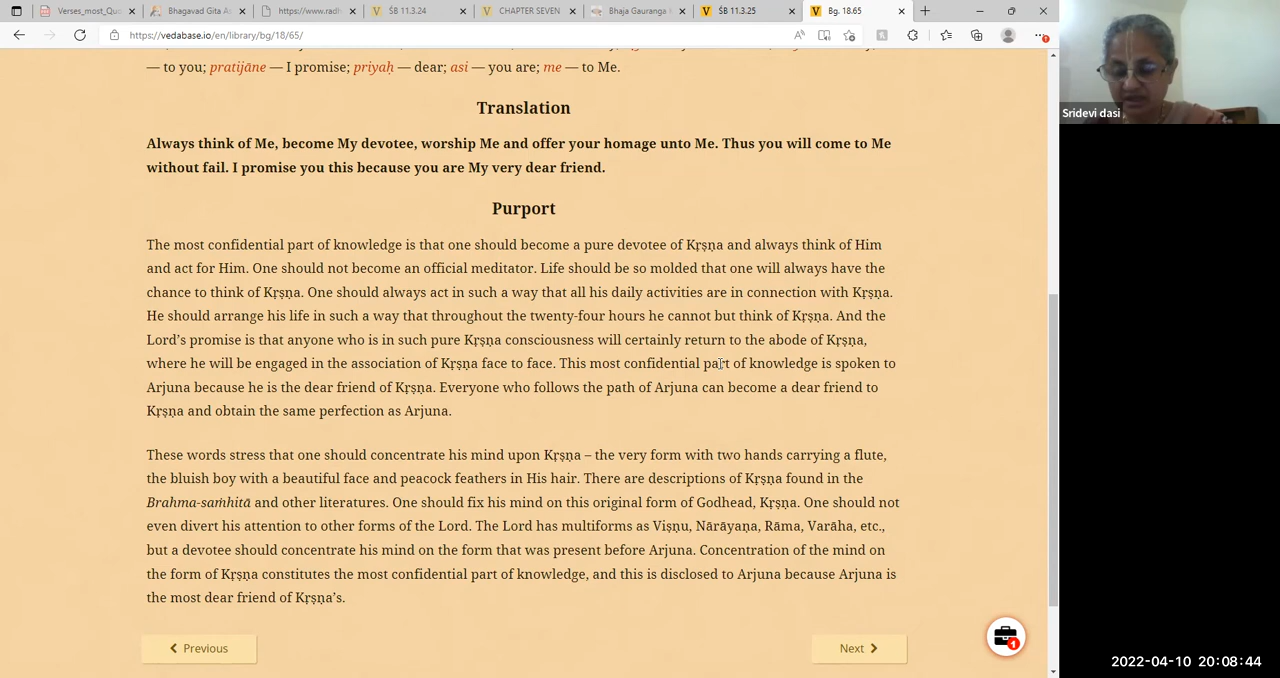 Verses_most_Quo
Bhagavad Gita As
https://www.radh
V ŚB 11.3.24
V CHAPTER SEVEN
Bhaja Gauranga K
V ŚB 11.3.25
V Bg. 18.65
https://vedabase.io/en/library/bg/18/65/
— to you; pratijāne — I promise; priyaḥ — dear; asi — you are; me — to Me.
Translation
Always think of Me, become My devotee, worship Me and offer your homage unto Me. Thus you will come to Me
without fail. I promise you this because you are My very dear friend.
Purport
The most confidential part of knowledge is that one should become a pure devotee of Kṛṣṇa and always think of Him
and act for Him. One should not become an official meditator. Life should be so molded that one will always have the
chance to think of Kṛṣṇa. One should always act in such a way that all his daily activities are in connection with Kṛṣṇa.
He should arrange his life in such a way that throughout the twenty-four hours he cannot but think of Kṛṣṇa. And the
Lord’s promise is that anyone who is in such pure Kṛṣṇa consciousness will certainly return to the abode of Kṛṣṇa,
where he will be engaged in the association of Kṛṣṇa face to face. This most confidential part of knowledge is spoken to
Arjuna because he is the dear friend of Kṛṣṇa. Everyone who follows the path of Arjuna can become a dear friend to
Kṛṣṇa and obtain the same perfection as Arjuna.
These words stress that one should concentrate his mind upon Kṛṣṇa – the very form with two hands carrying a flute,
the bluish boy with a beautiful face and peacock feathers in His hair. There are descriptions of Kṛṣṇa found in the
Brahma-saṁhitā and other literatures. One should fix his mind on this original form of Godhead, Kṛṣṇa. One should not
even divert his attention to other forms of the Lord. The Lord has multiforms as Viṣṇu, Nārāyaṇa, Rāma, Varāha, etc.,
but a devotee should concentrate his mind on the form that was present before Arjuna. Concentration of the mind on
the form of Kṛṣṇa constitutes the most confidential part of knowledge, and this is disclosed to Arjuna because Arjuna is
the most dear friend of Kṛṣṇa’s.
Previous
Next
1
Sridevi dasi
2022-04-10 20:08:44